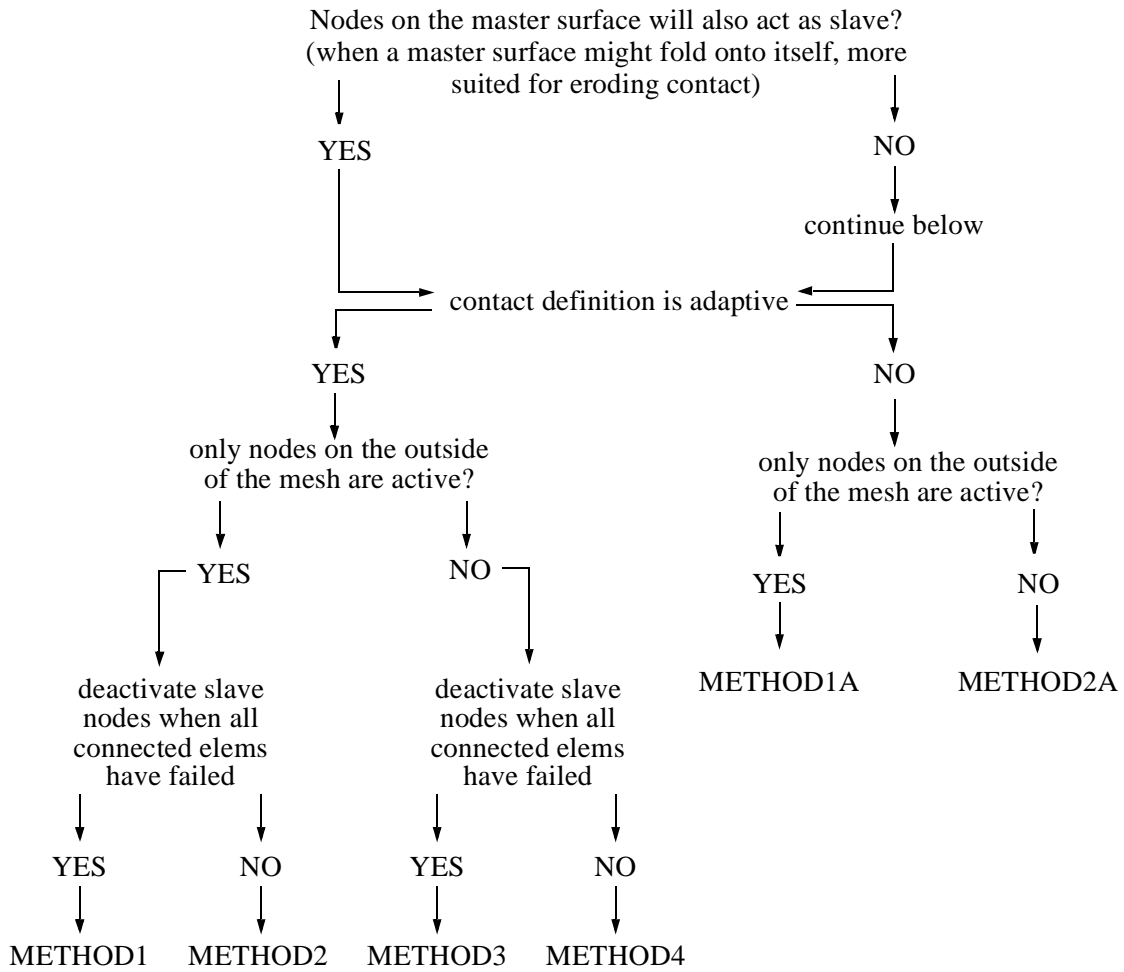 Nodes on the master surface will also act as slave?
(when a master surface might fold onto itself, more
suited for eroding contact)
YES
NO
continue below
contact definition is adaptive
YES
NO
only nodes on the outside
of the mesh are active?
only nodes on the outside
of the mesh are active?
YES
NO
YES
NO
deactivate slave
nodes when all
connected elems
have failed
deactivate slave
nodes when all
connected elems
have failed
METHOD1A
METHOD2A
YES
NO
YES
NO
METHOD1
METHOD2
METHOD3
METHOD4